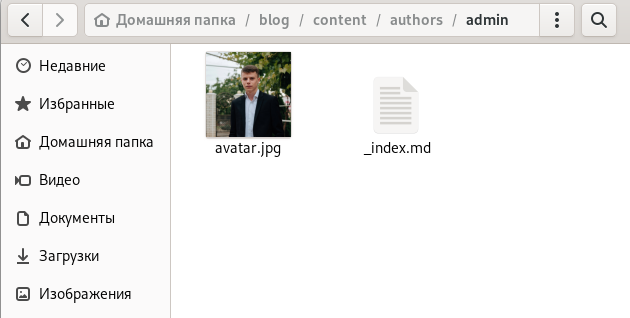 Домашняя папка / blog / content / authors / admin
Недавние
Избранные
Домашняя папка
Видео
Документы
Загрузки
Изображения
avatar.jpg
_index.md